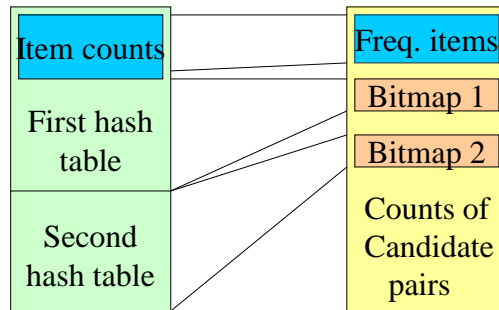 Item counts
First hash
table
Second
hash table
Freq. items
Bitmap 1
Bitmap 2
Counts of
Candidate
pairs